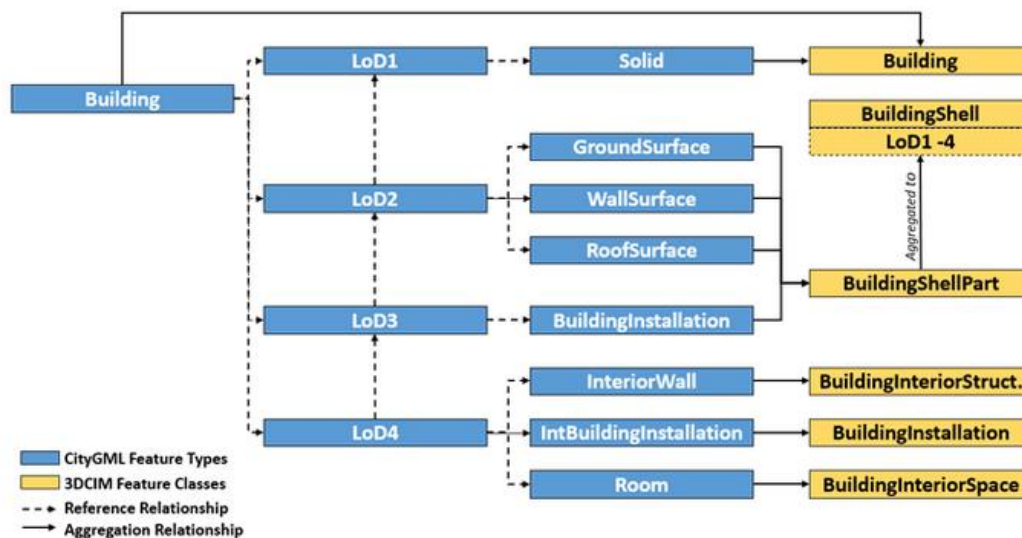 LoD1
Solid
Building
Building
BuildingShell
LoD1 -4
GroundSurface
LoD2
WallSurface
Aggregated to
RoofSurface
BuildingShellPart
LoD3
BuildingInstallation
InteriorWall
BuildingInteriorStruct.
LoD4
IntBuildingInstallation
BuildingInstallation
Room
BuildingInteriorSpace
CityGML Feature Types
3DCIM Feature Classes
Reference Relationship
Aggregation Relationship